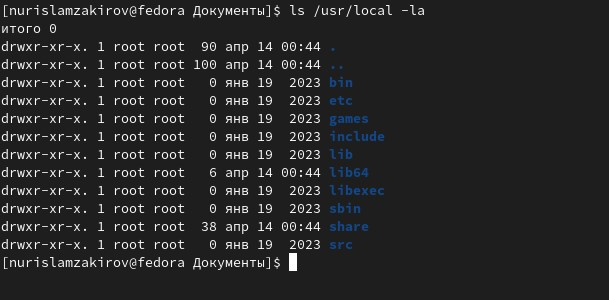 [nurislamzakirov@fedora Документы]$ ls /usr/local -la
итого 0
drwxr-xr-x. 1 root root  90 апр 14 00:44 .
drwxr-xr-x. 1 root root 100 апр 14 00:44 ..
drwxr-xr-x. 1 root root   0 янв 19  2023 bin
drwxr-xr-x. 1 root root   0 янв 19  2023 etc
drwxr-xr-x. 1 root root   0 янв 19  2023 games
drwxr-xr-x. 1 root root   0 янв 19  2023 include
drwxr-xr-x. 1 root root   0 янв 19  2023 lib
drwxr-xr-x. 1 root root   6 апр 14 00:44 lib64
drwxr-xr-x. 1 root root   0 янв 19  2023 libexec
drwxr-xr-x. 1 root root   0 янв 19  2023 sbin
drwxr-xr-x. 1 root root  38 апр 14 00:44 share
drwxr-xr-x. 1 root root   0 янв 19  2023 src
[nurislamzakirov@fedora Документы]$